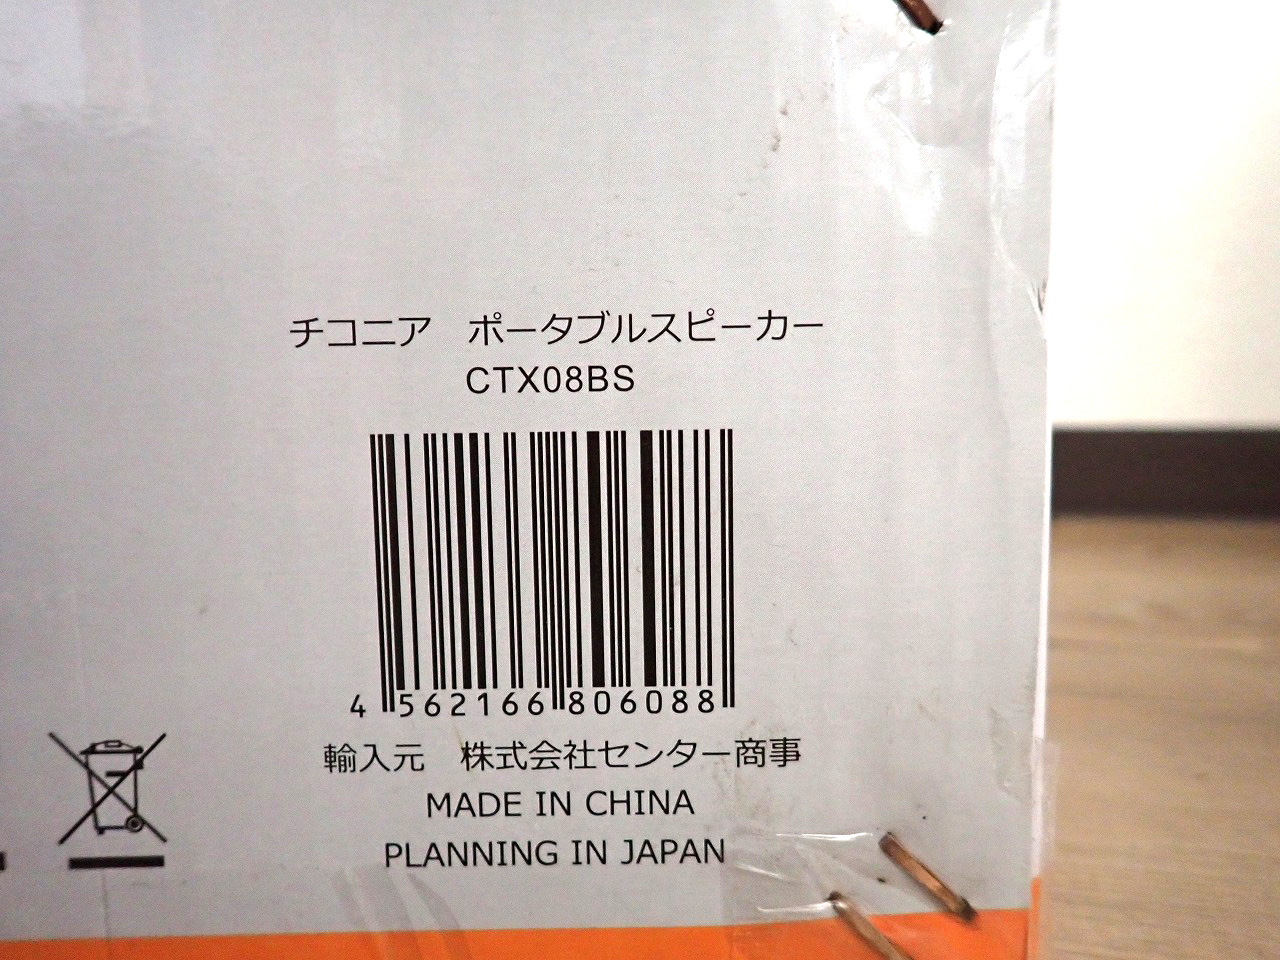 チコニア　ポータブルスピーカー
CTX08BS
4 562166 806088
輸入元　株式会社センター商事
MADE IN CHINA
PLANNING IN JAPAN